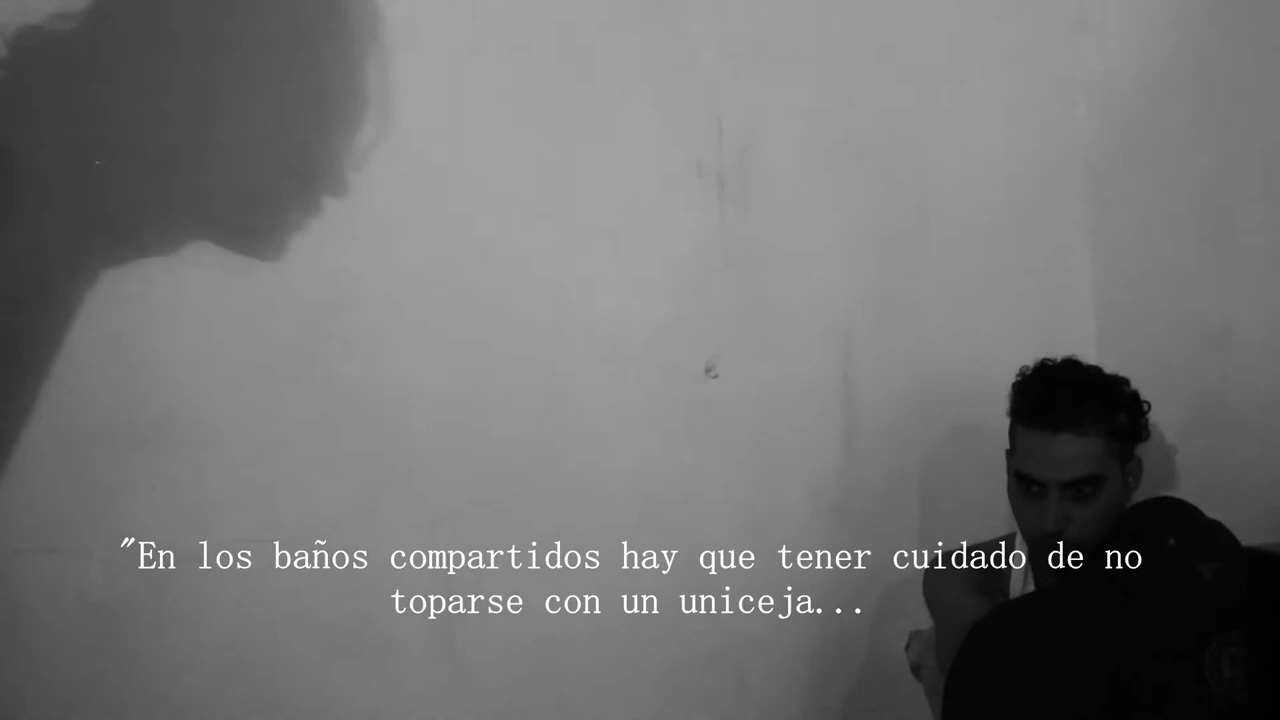 "En los baños compartidos hay que tener cuidado de no
toparse con un uniceja...